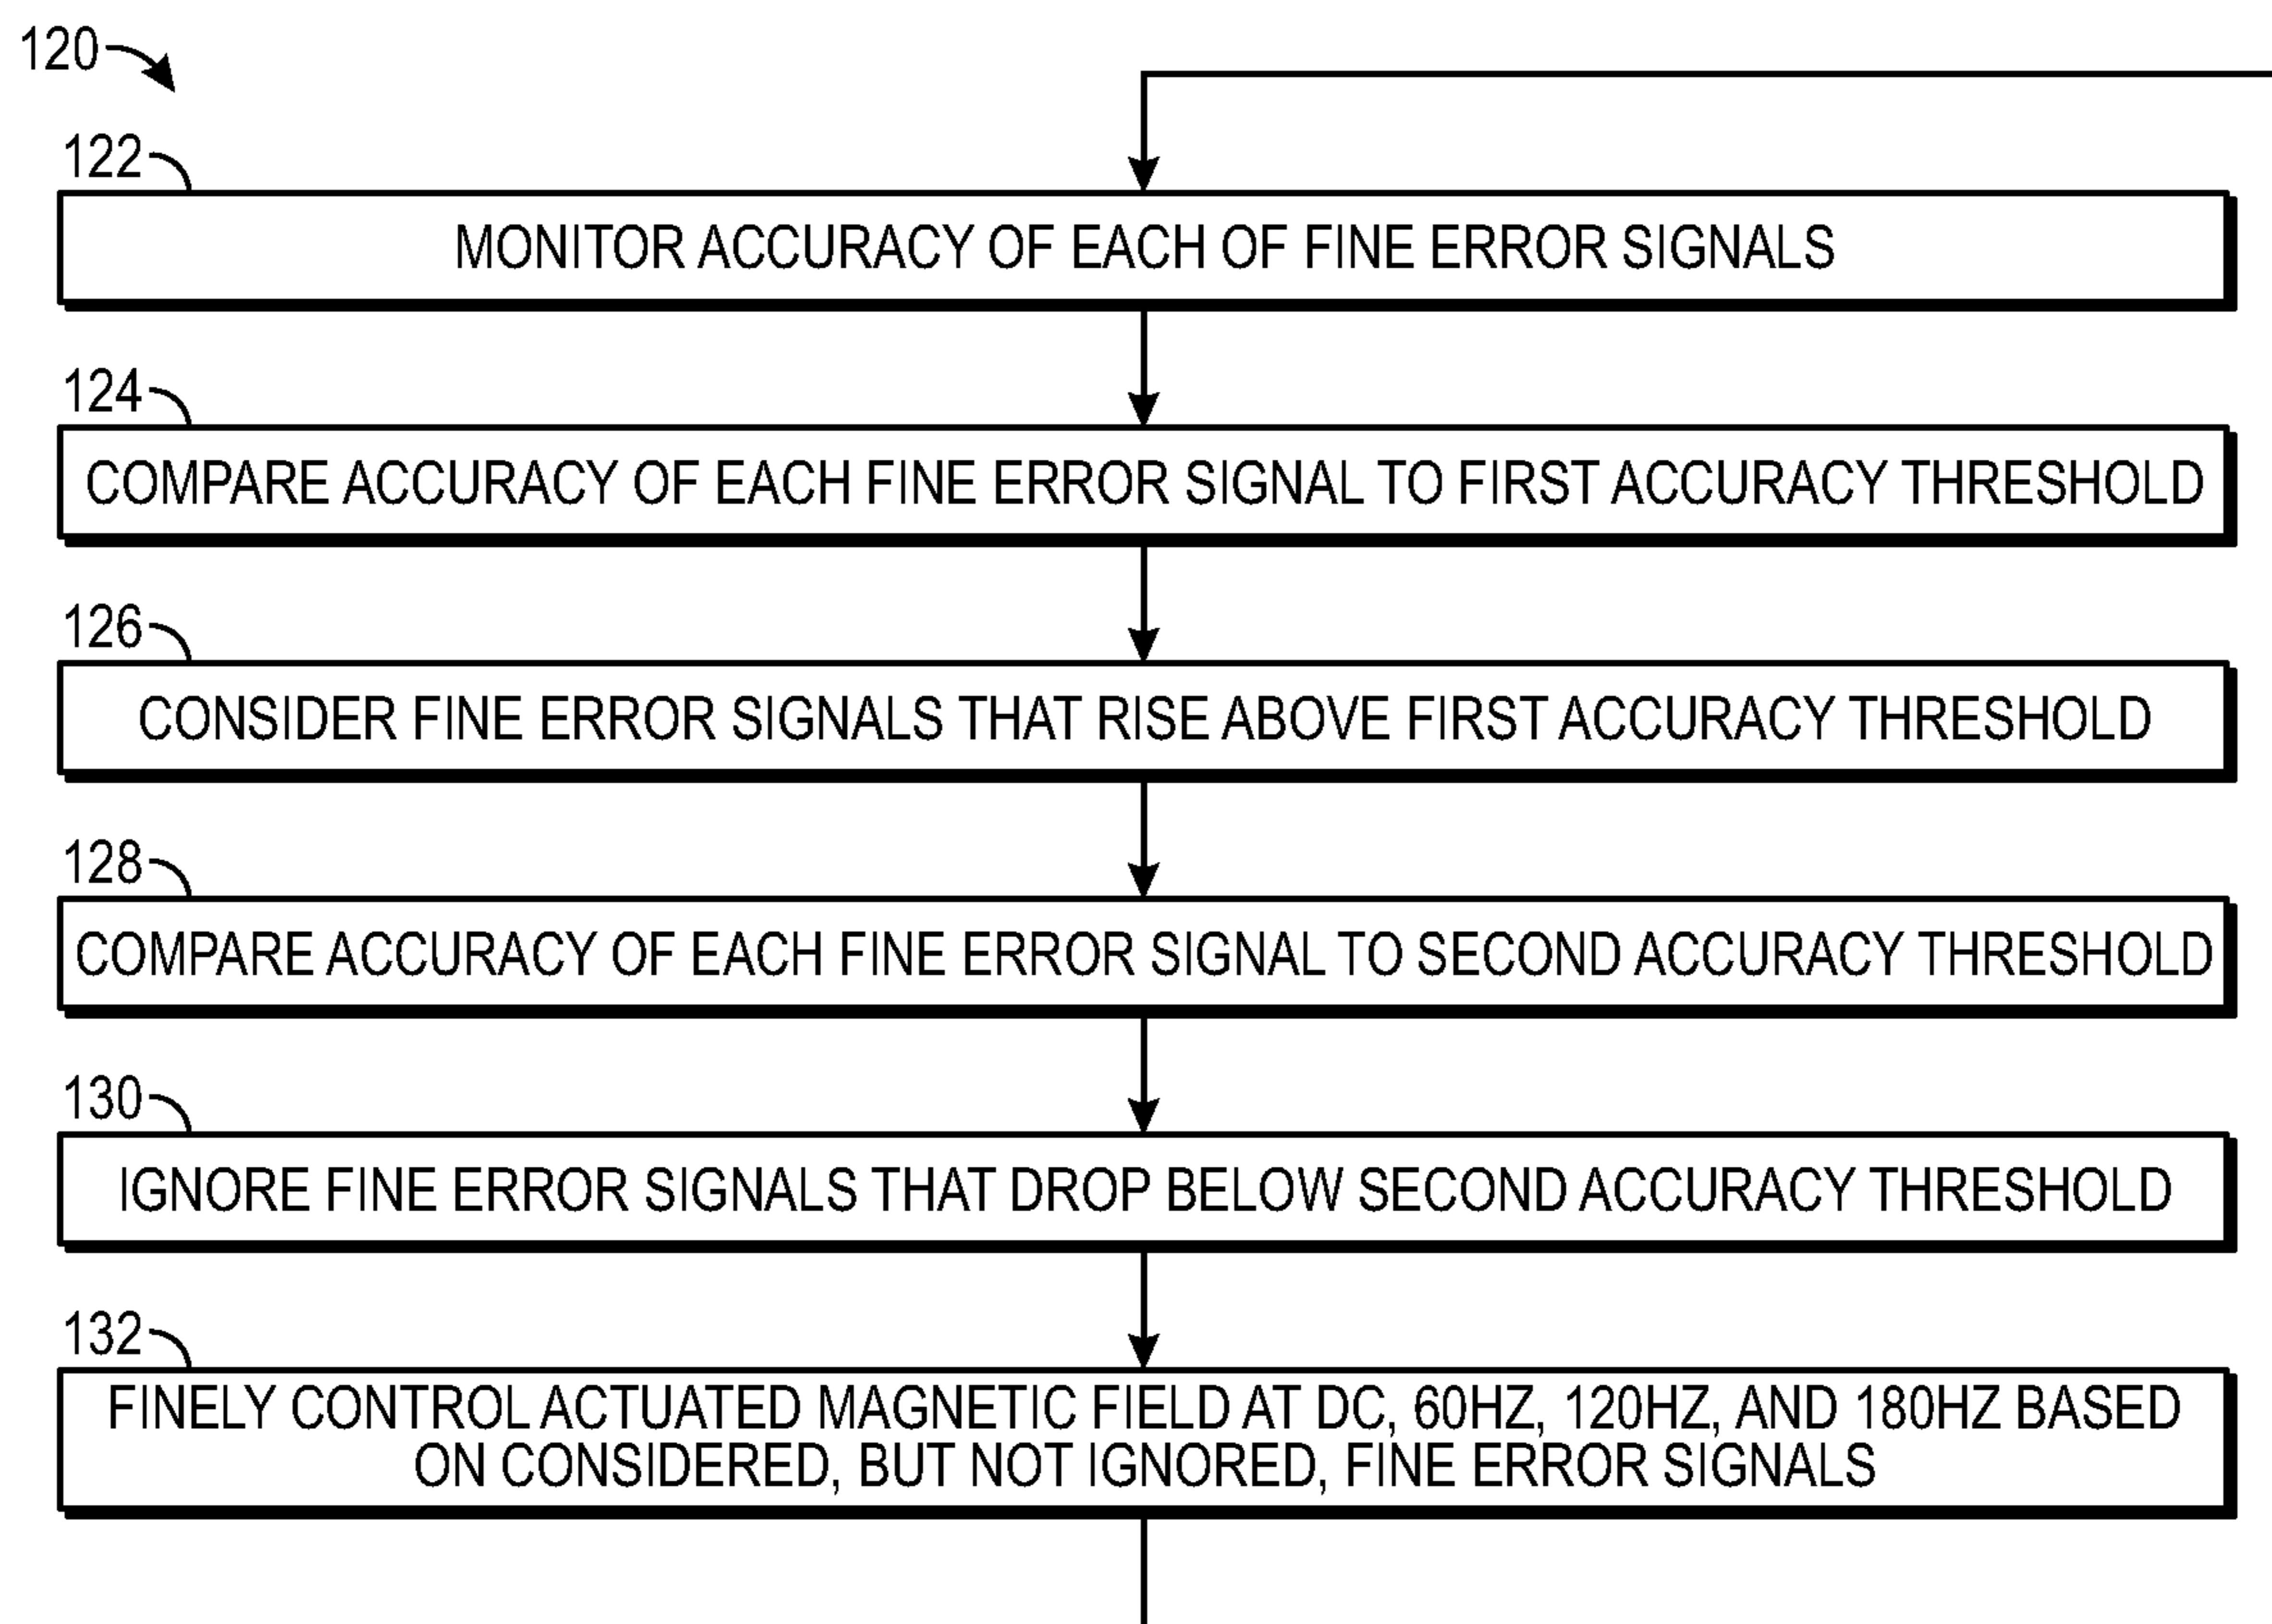 120
122
MONITOR ACCURACY OF EACH OF FINE ERROR SIGNALS
124
COMPARE ACCURACY OF EACH FINE ERROR SIGNAL TO FIRST ACCURACY THRESHOLD
126
CONSIDER FINE ERROR SIGNALS THAT RISE ABOVE FIRST ACCURACY THRESHOLD
128
COMPARE ACCURACY OF EACH FINE ERROR SIGNAL TO SECOND ACCURACY THRESHOLD
130
IGNORE FINE ERROR SIGNALS THAT DROP BELOW SECOND ACCURACY THRESHOLD
132
FINELY CONTROL ACTUATED MAGNETIC FIELD AT DC, 60HZ, 120HZ, AND 180HZ BASED
ON CONSIDERED, BUT NOT IGNORED, FINE ERROR SIGNALS